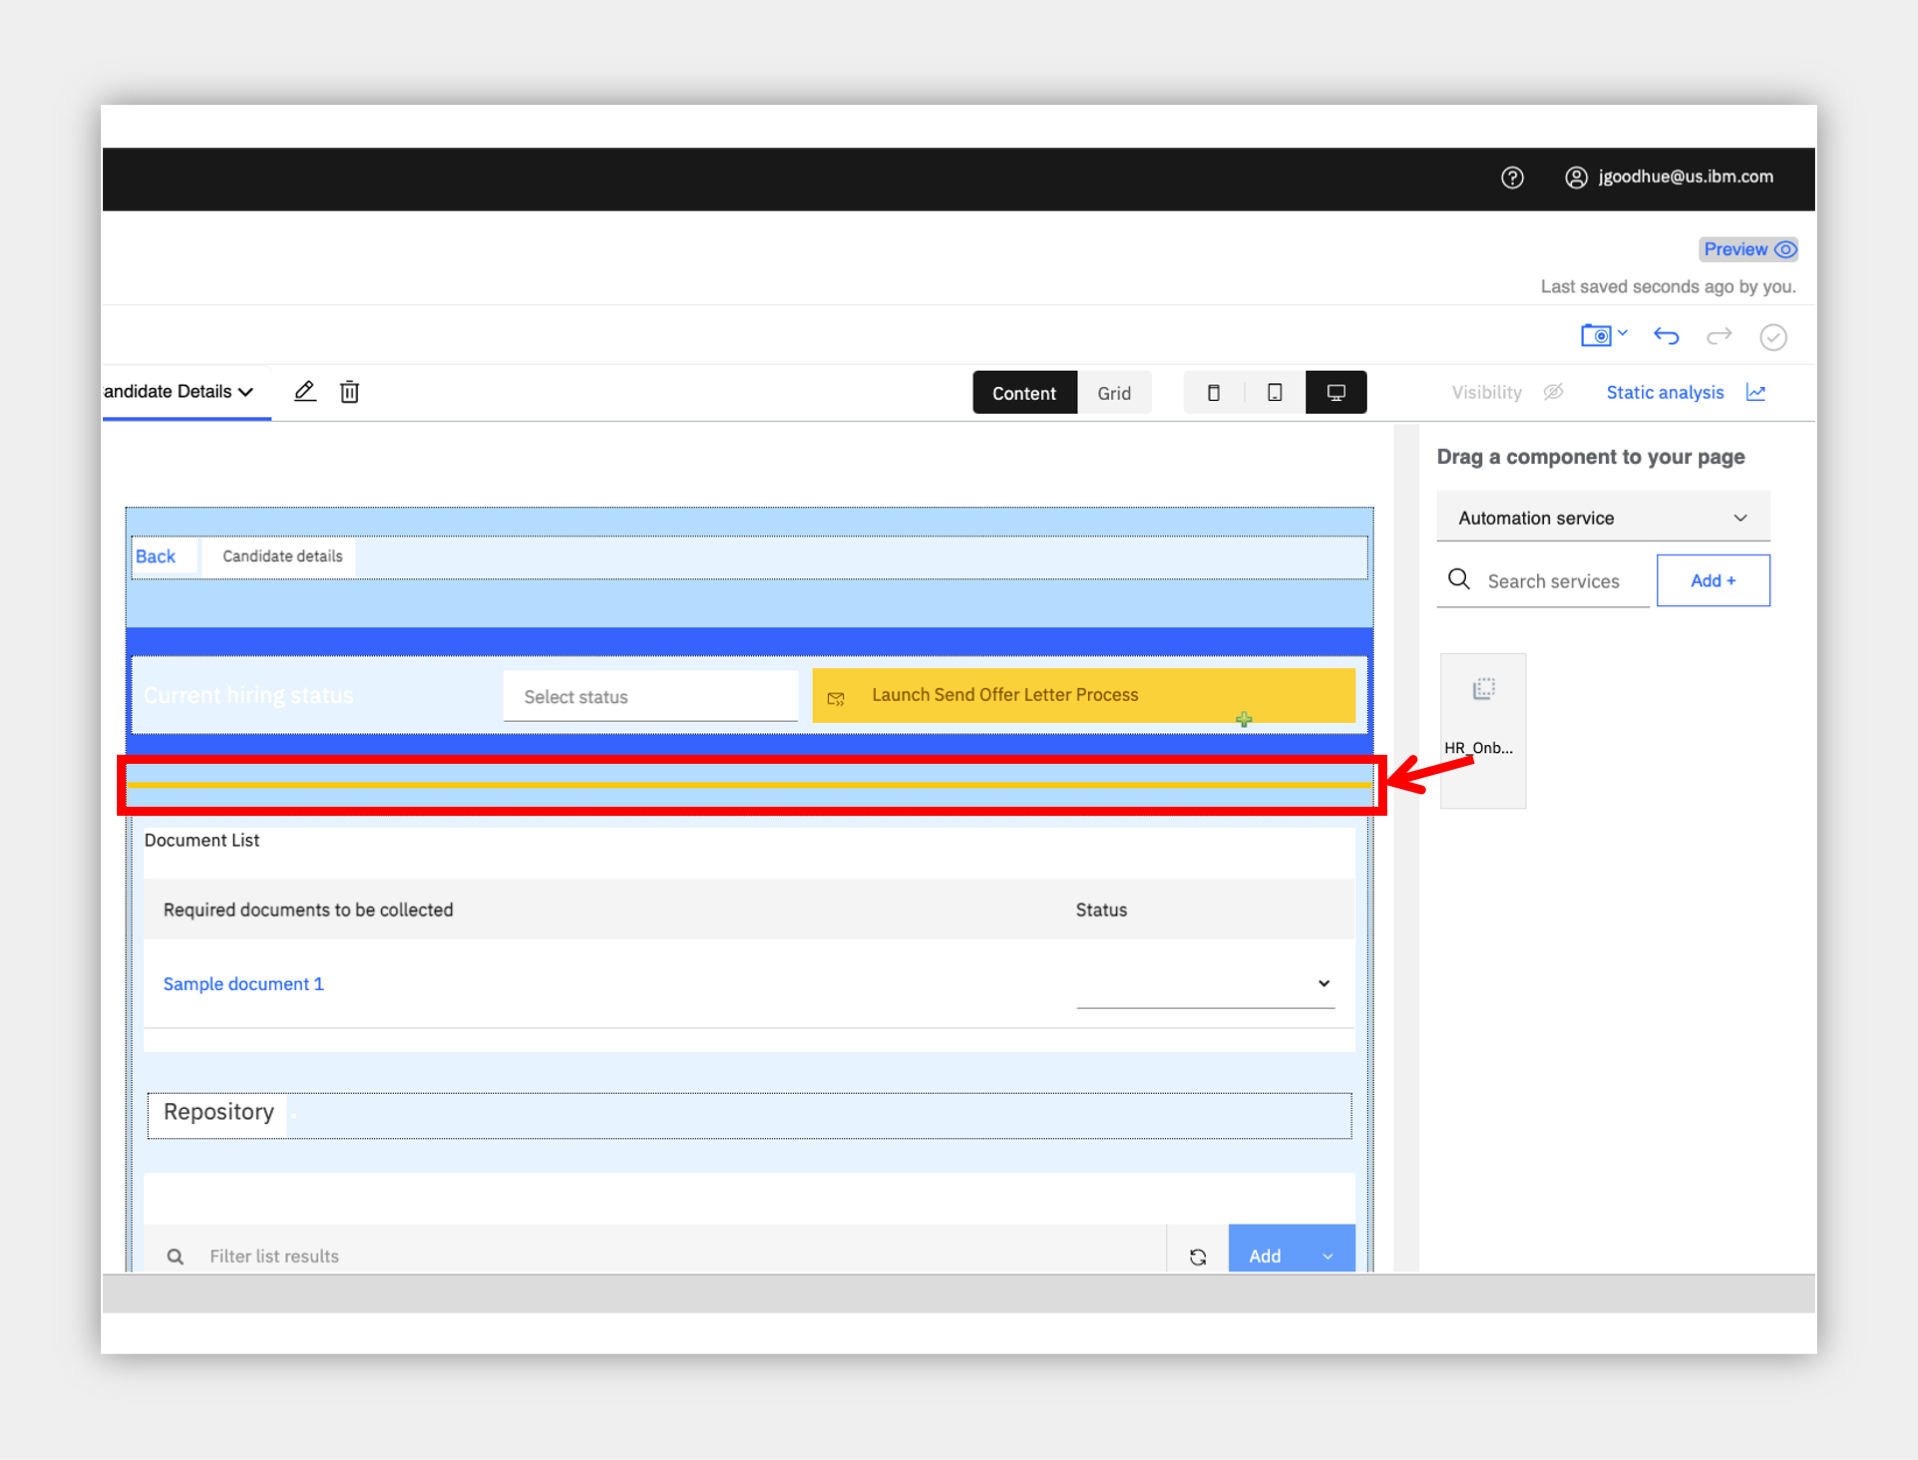 jgoodhue@us.ibm.com
Preview
Last saved seconds ago by you.
andidate Details
Content
Grid
Visibility
Static analysis
Drag a component to your page
Automation service
Search services
Add +
HR_Onb...
Back
Candidate details
Current hiring status
Select status
Launch Send Offer Letter Process
Document List
Required documents to be collected
Status
Sample document 1
Repository
Filter list results
Add